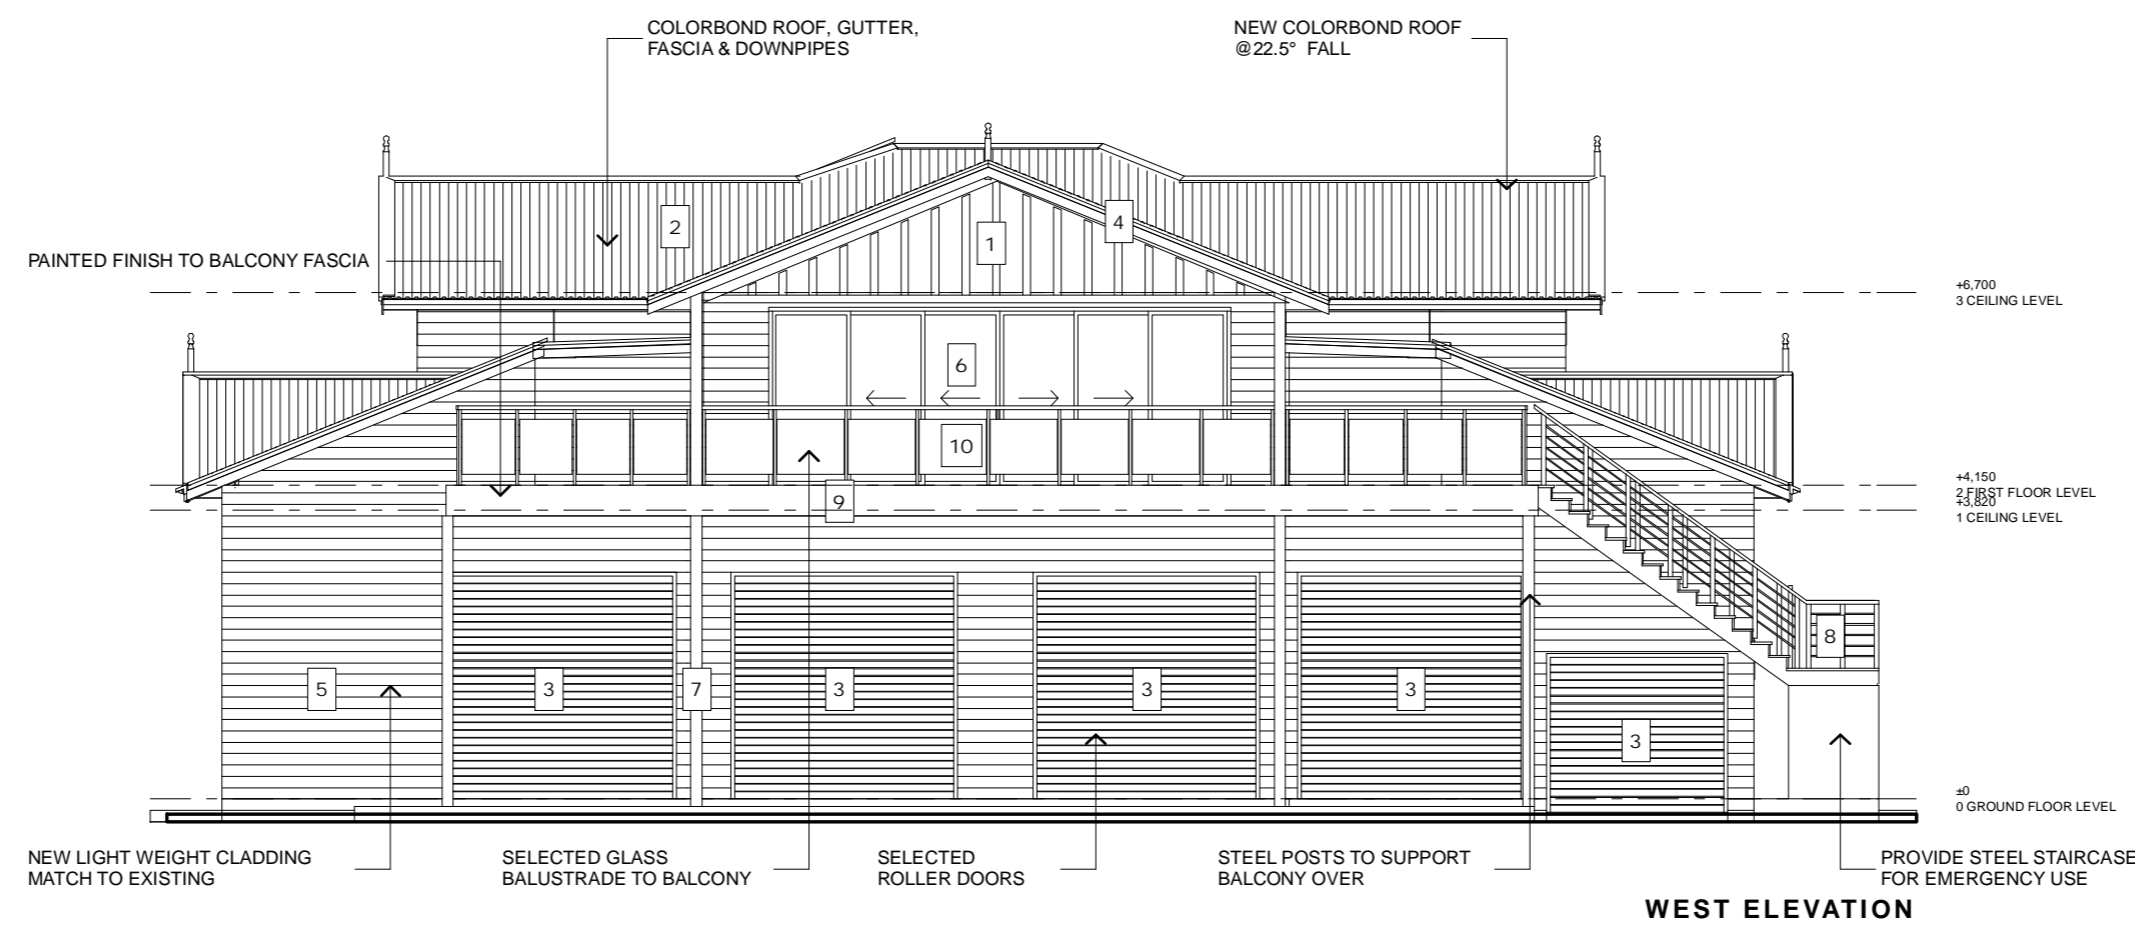 COLORBOND ROOF, GUTTER,
FASCIA & DOWNPIPES
NEW COLORBOND ROOF
@22.5° FALL
PAINTED FINISH TO BALCONY FASCIA
2
1
4
+6,700
3 CEILING LEVEL
6
10
9
+4,150
2 FIRST FLOOR LEVEL
+3,820
1 CEILING LEVEL
8
5
3
7
3
3
3
3
±0
0 GROUND FLOOR LEVEL
NEW LIGHT WEIGHT CLADDING
MATCH TO EXISTING
SELECTED GLASS
BALUSTRADE TO BALCONY
SELECTED
ROLLER DOORS
STEEL POSTS TO SUPPORT
BALCONY OVER
PROVIDE STEEL STAIRCASE
FOR EMERGENCY USE
WEST ELEVATION